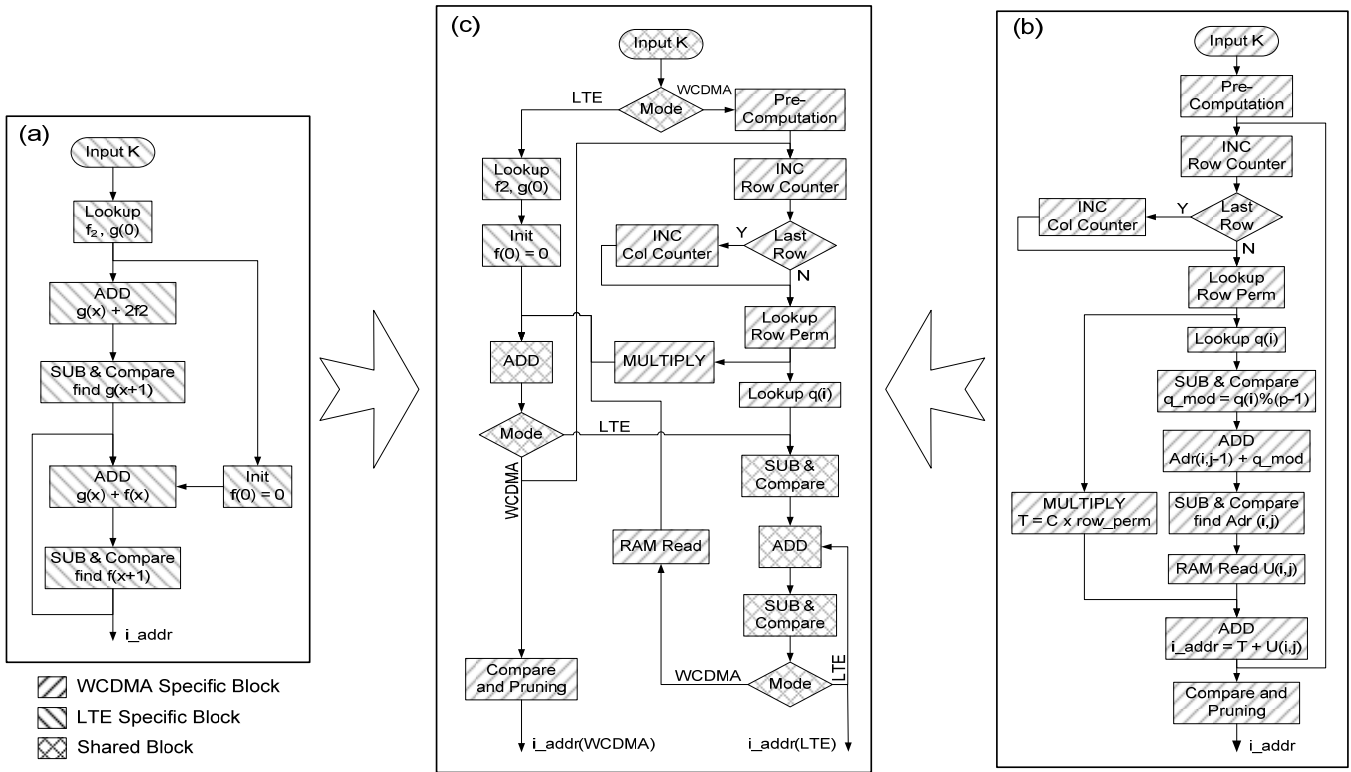 (a)
Input K
Lookup
f₂, g(0)
ADD
g(x) + 2f2
SUB & Compare
find g(x+1)
ADD
g(x) + f(x)
Init
f(0) = 0
SUB & Compare
find f(x+1)
i_addr
WCDMA Specific Block
LTE Specific Block
Shared Block
(c)
Input K
Mode
LTE
WCDMA
Pre-
Computation
Lookup
f2, g(0)
INC
Row Counter
Init
f(0) = 0
INC
Col Counter
Y
Last
Row
N
Lookup
Row Perm
ADD
MULTIPLY
Lookup q(i)
Mode
LTE
WCDMA
SUB &
Compare
RAM Read
ADD
SUB &
Compare
Compare
and Pruning
WCDMA
Mode
LTE
i_addr(WCDMA)
i_addr(LTE)
(b)
Input K
Pre-
Computation
INC
Row Counter
INC
Col Counter
Y
Last
Row
N
Lookup
Row Perm
Lookup q(i)
SUB & Compare
q_mod = q(i)%(p-1)
ADD
Adr(i,j-1) + q_mod
MULTIPLY
T = C x row_perm
SUB & Compare
find Adr (i,j)
RAM Read U(i,j)
ADD
i_addr = T + U(i,j)
Compare and
Pruning
i_addr